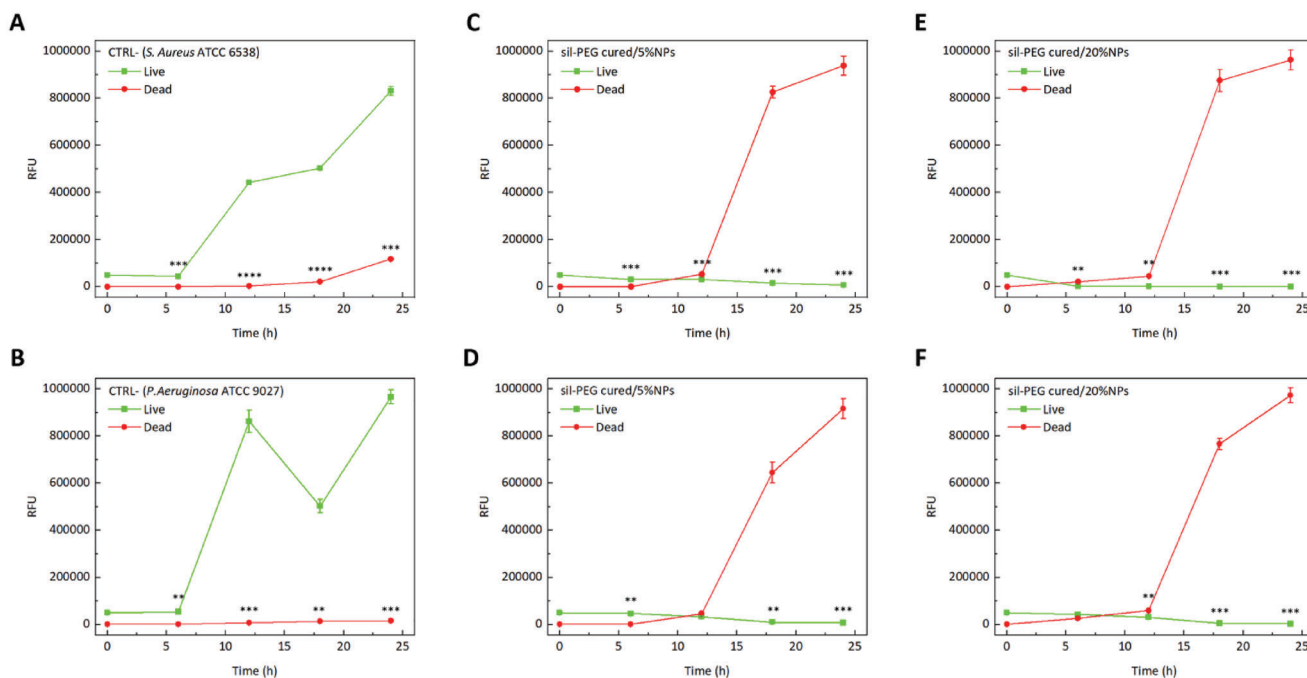 A
CTRL- (S. Aureus ATCC 6538)
Live
Dead
1000000
800000
600000
400000
200000
0
RFU
***
****
****
***
0 5 10 15 20 25
Time (h)
C
sil-PEG cured/5%NPs
Live
Dead
1000000
800000
600000
400000
200000
0
RFU
***
***
***
***
0 5 10 15 20 25
Time (h)
E
sil-PEG cured/20%NPs
Live
Dead
1000000
800000
600000
400000
200000
0
RFU
**
**
***
***
0 5 10 15 20 25
Time (h)
B
CTRL- (P.Aeruginosa ATCC 9027)
Live
Dead
1000000
800000
600000
400000
200000
0
RFU
**
***
**
***
0 5 10 15 20 25
Time (h)
D
sil-PEG cured/5%NPs
Live
Dead
1000000
800000
600000
400000
200000
0
RFU
**
**
***
0 5 10 15 20 25
Time (h)
F
sil-PEG cured/20%NPs
Live
Dead
1000000
800000
600000
400000
200000
0
RFU
**
***
***
0 5 10 15 20 25
Time (h)